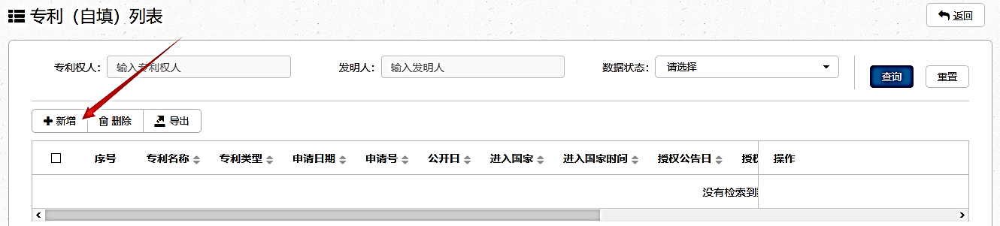 专利（自填）列表
返回
专利权人： 输入专利权人 发明人： 输入发明人 数据状态： 请选择 查询 重置
新增 删除 导出
序号 专利名称 专利类型 申请日期 申请号 公开日 进入国家 进入国家时间 授权公告日 授权 操作
没有检索到